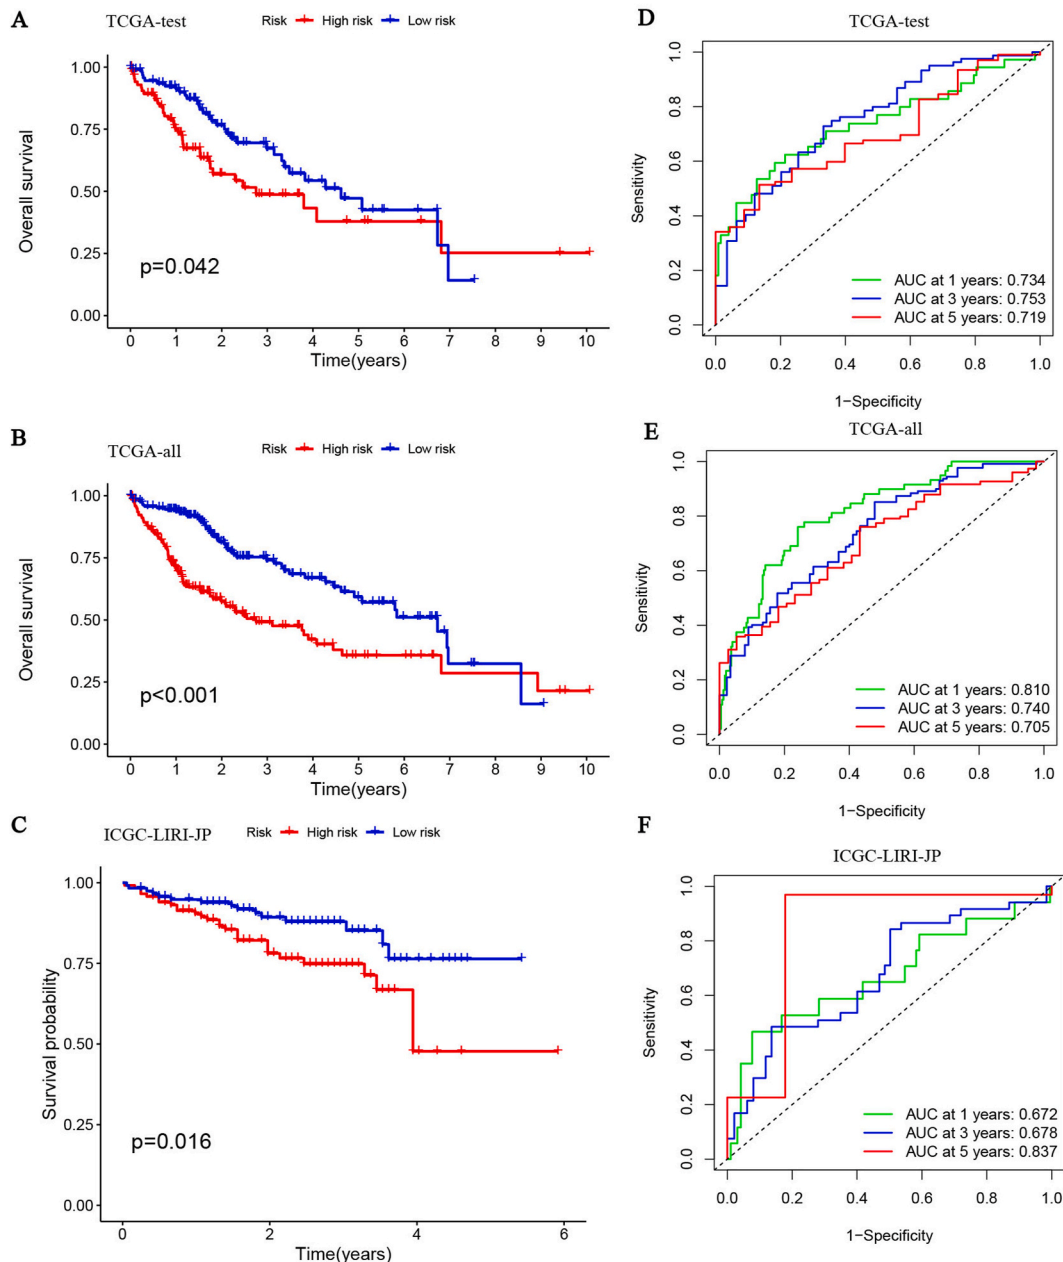 A
TCGA-test
Risk High risk Low risk
Overall survival
1.00
0.75
0.50
0.25
0.00
p=0.042
0 1 2 3 4 5 6 7 8 9 10
Time(years)
D
TCGA-test
Sensitivity
1.0
0.8
0.6
0.4
0.2
0.0
AUC at 1 years: 0.734
AUC at 3 years: 0.753
AUC at 5 years: 0.719
0.0 0.2 0.4 0.6 0.8 1.0
1−Specificity
B
TCGA-all
Risk High risk Low risk
Overall survival
1.00
0.75
0.50
0.25
0.00
p<0.001
0 1 2 3 4 5 6 7 8 9 10
Time(years)
E
TCGA-all
Sensitivity
1.0
0.8
0.6
0.4
0.2
0.0
AUC at 1 years: 0.810
AUC at 3 years: 0.740
AUC at 5 years: 0.705
0.0 0.2 0.4 0.6 0.8 1.0
1−Specificity
C
ICGC-LIRI-JP
Risk High risk Low risk
Survival probability
1.00
0.75
0.50
0.25
0.00
p=0.016
0 2 4 6
Time(years)
F
ICGC-LIRI-JP
Sensitivity
1.0
0.8
0.6
0.4
0.2
0.0
AUC at 1 years: 0.672
AUC at 3 years: 0.678
AUC at 5 years: 0.837
0.0 0.2 0.4 0.6 0.8 1.0
1−Specificity